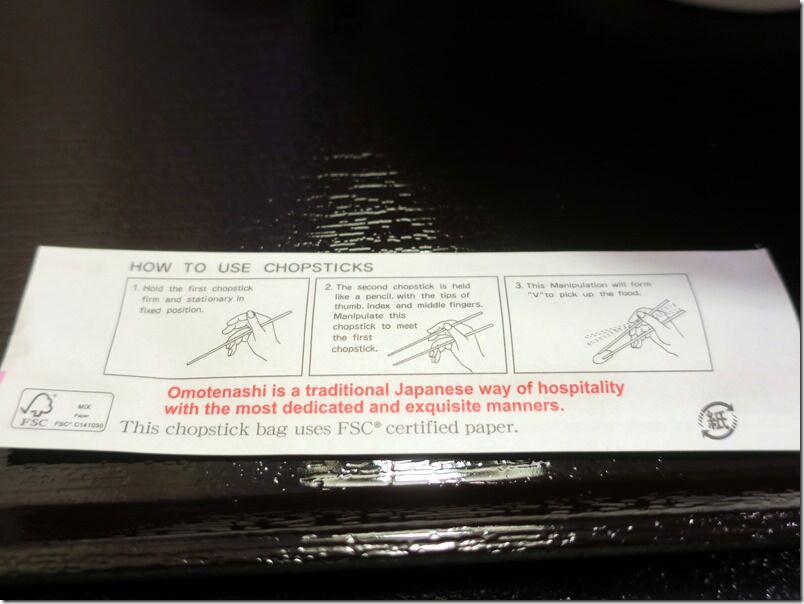 HOW TO USE CHOPSTICKS
1. Hold the first chopstick
firm and stationary in
fixed position.
2. The second chopstick is held
like a pencil, with the tips of
thumb, index and middle fingers.
Manipulate this
chopstick to meet
the first
chopstick.
3. This Manipulation will form
"V" to pick up the food.
Omotenashi is a traditional Japanese way of hospitality
with the most dedicated and exquisite manners.
This chopstick bag uses FSC® certified paper.
FSC
MIX
Paper
FSC® C141030
紙